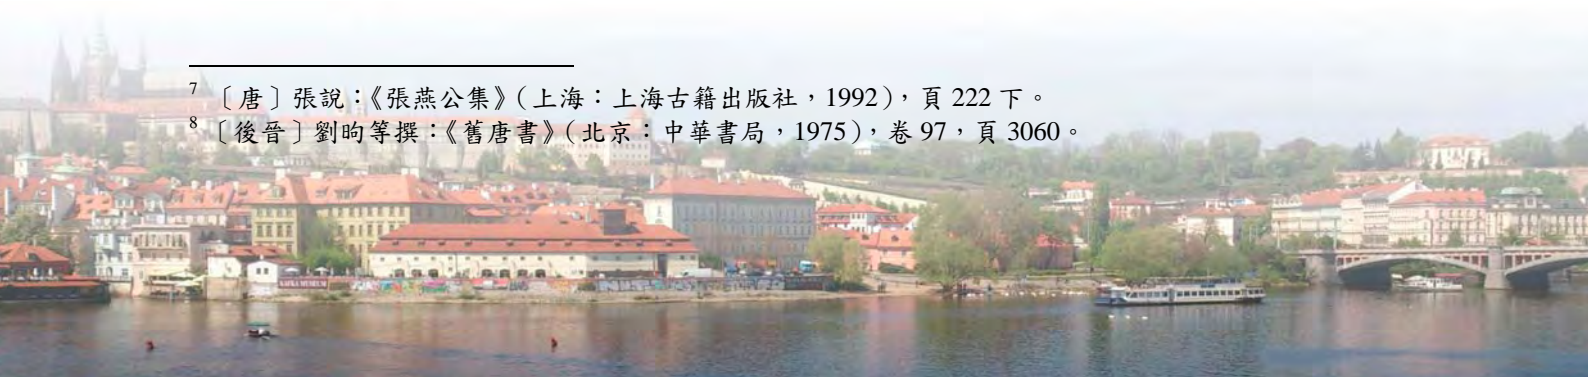 7 〔唐〕張說：《張燕公集》（上海：上海古籍出版社，1992），頁 222 下。
8 〔後晉〕劉昫等撰：《舊唐書》（北京：中華書局，1975），卷 97，頁 3060。
KAFKA MUSEUM